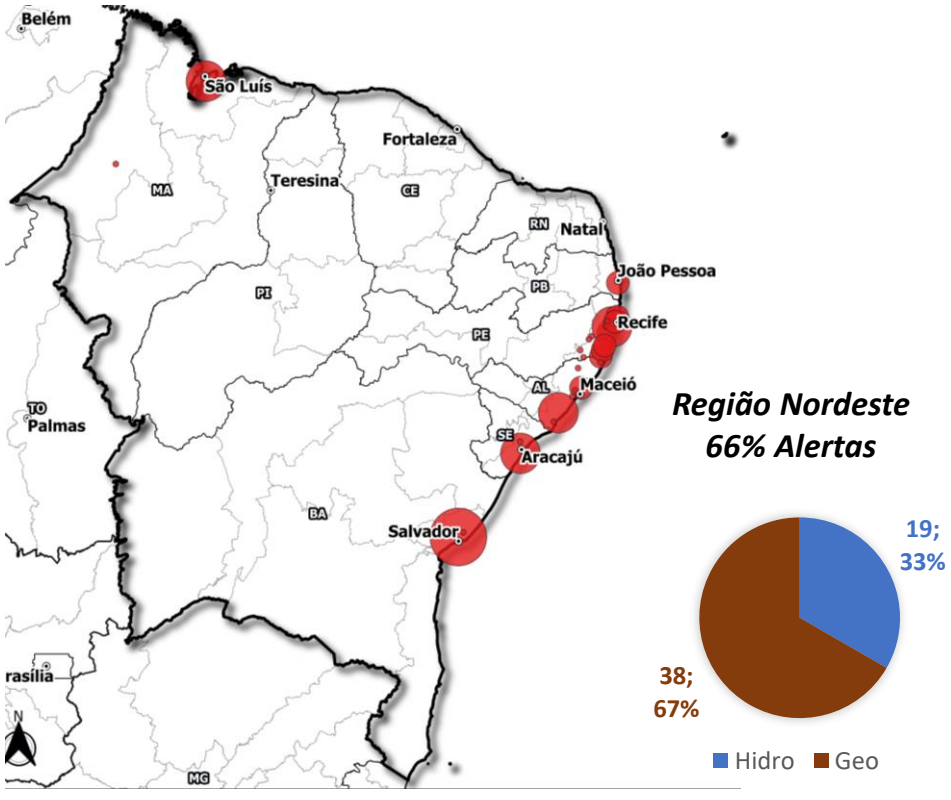 Belém
São Luís
Fortaleza
Teresina
MA
CE
RN
Natal
João Pessoa
PB
PI
Recife
PE
AL
Maceió
TO
Palmas
SE
Aracajú
BA
Salvador
rasília
N
MG
Região Nordeste
66% Alertas
19;
33%
38;
67%
Hidro
Geo